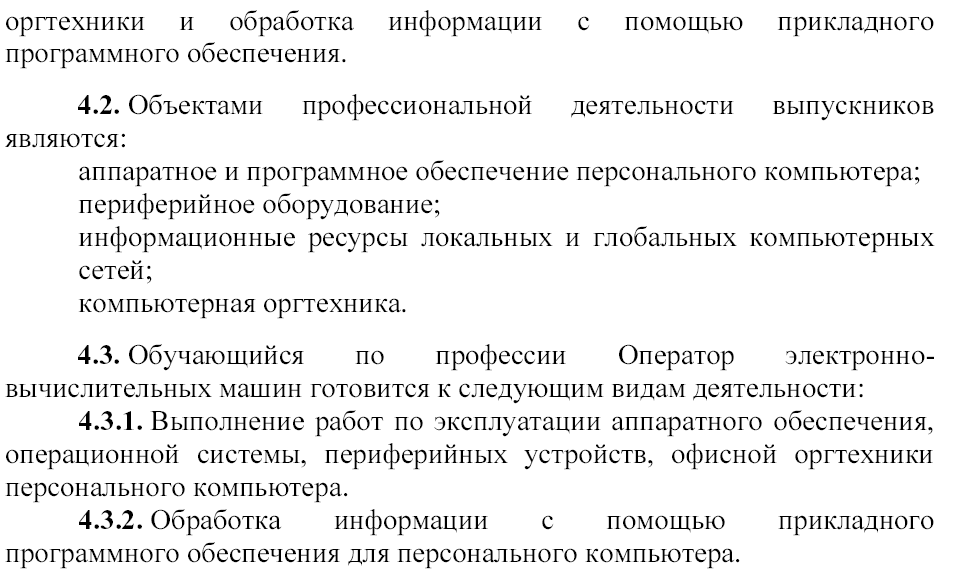 оргтехники и обработка информации с помощью прикладного
программного обеспечения.
4.2. Объектами профессиональной деятельности выпускников
являются:
аппаратное и программное обеспечение персонального компьютера;
периферийное оборудование;
информационные ресурсы локальных и глобальных компьютерных
сетей;
компьютерная оргтехника.
4.3. Обучающийся по профессии Оператор электронно-
вычислительных машин готовится к следующим видам деятельности:
4.3.1. Выполнение работ по эксплуатации аппаратного обеспечения,
операционной системы, периферийных устройств, офисной оргтехники
персонального компьютера.
4.3.2. Обработка информации с помощью прикладного
программного обеспечения для персонального компьютера.